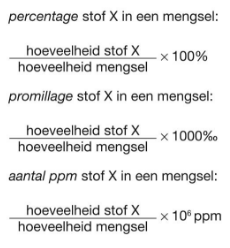 percentage stof X in een mengsel:
hoeveelheid stof X
hoeveelheid mengsel × 100%
promillage stof X in een mengsel:
hoeveelheid stof X
hoeveelheid mengsel × 1000‰
aantal ppm stof X in een mengsel:
hoeveelheid stof X
hoeveelheid mengsel × 10⁶ ppm